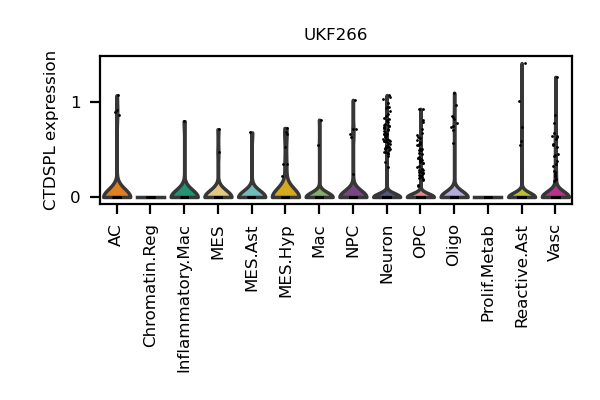 UKF266
CTDSPL expression
1
0
AC
Chromatin.Reg
Inflammatory.Mac
MES
MES.Ast
MES.Hyp
Mac
NPC
Neuron
OPC
Oligo
Prolif.Metab
Reactive.Ast
Vasc